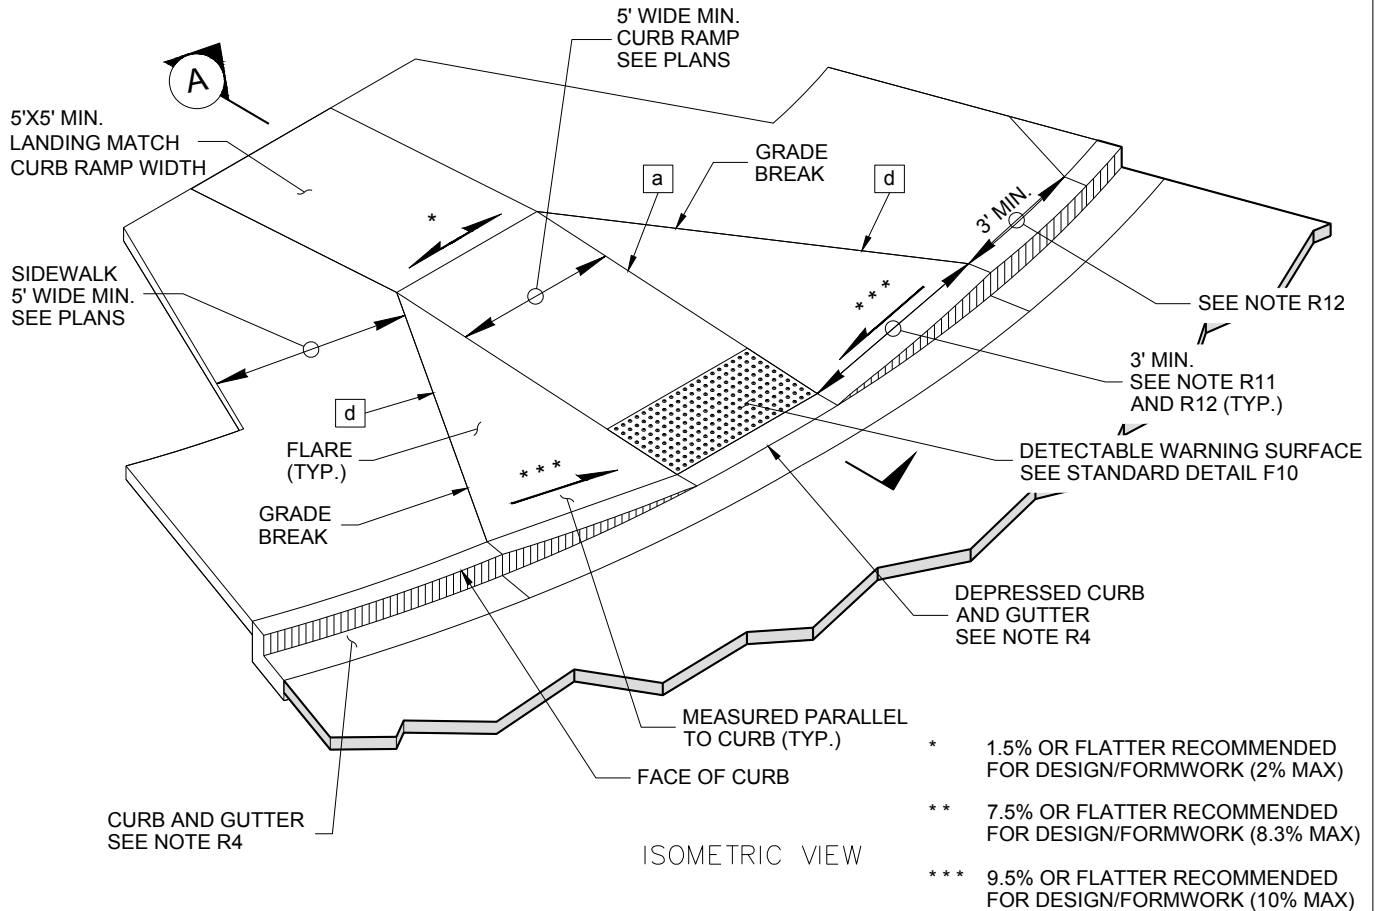 5' WIDE MIN.
CURB RAMP
SEE PLANS
A
5'X5' MIN.
LANDING MATCH
CURB RAMP WIDTH
GRADE
BREAK
a
d
3' MIN.
*
SIDEWALK
5' WIDE MIN.
SEE PLANS
* * *
SEE NOTE R12
3' MIN.
SEE NOTE R11
AND R12 (TYP.)
d
FLARE
(TYP.)
* * *
DETECTABLE WARNING SURFACE
SEE STANDARD DETAIL F10
GRADE
BREAK
DEPRESSED CURB
AND GUTTER
SEE NOTE R4
MEASURED PARALLEL
TO CURB (TYP.)
FACE OF CURB
CURB AND GUTTER
SEE NOTE R4
ISOMETRIC VIEW
* 1.5% OR FLATTER RECOMMENDED
FOR DESIGN/FORMWORK (2% MAX)
* * 7.5% OR FLATTER RECOMMENDED
FOR DESIGN/FORMWORK (8.3% MAX)
* * * 9.5% OR FLATTER RECOMMENDED
FOR DESIGN/FORMWORK (10% MAX)